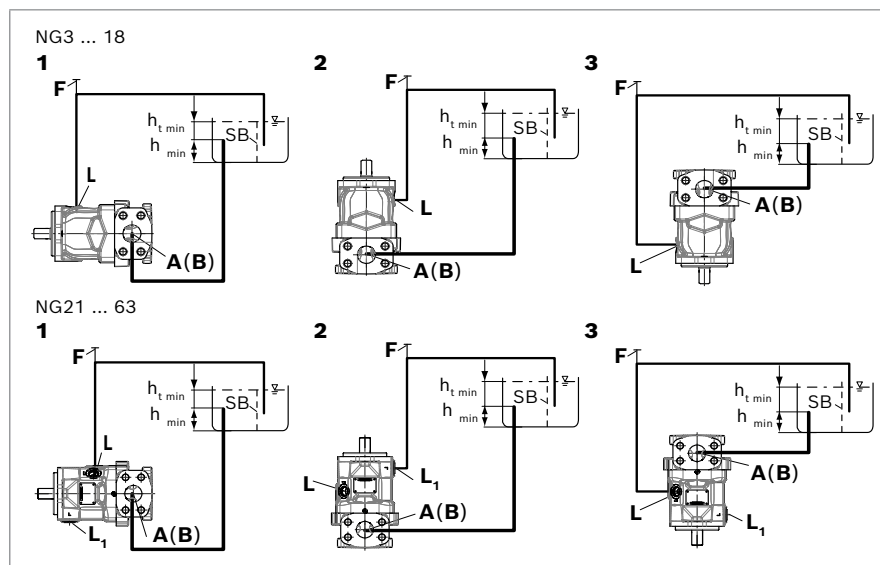 NG3 ... 18
1
F
h t min
h min
SB
L
A(B)
2
F
h t min
h min
SB
L
A(B)
3
F
h t min
h min
SB
A(B)
L
NG21 ... 63
1
F
h t min
h min
SB
L
L1
A(B)
2
F
h t min
h min
SB
L
L1
A(B)
3
F
h t min
h min
SB
A(B)
L
L1